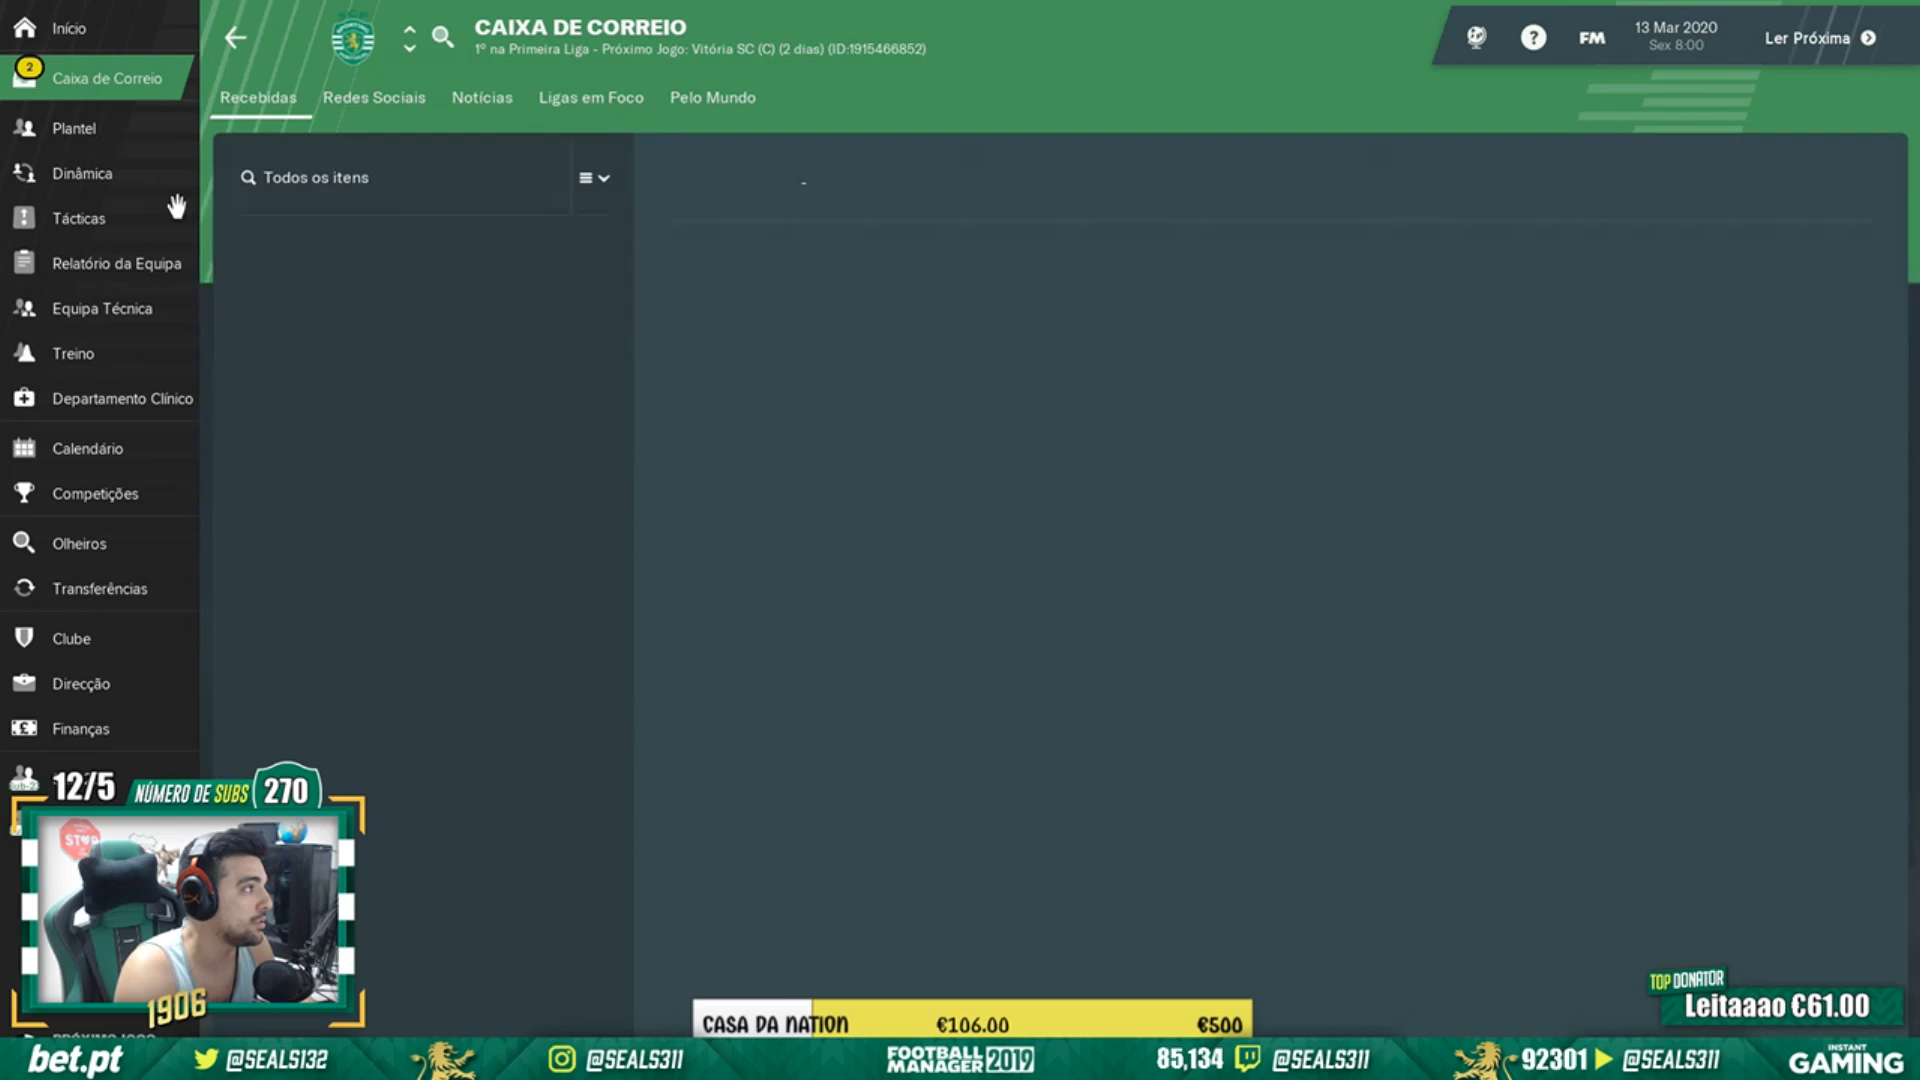 Início
2
Caixa de Correio
Plantel
Dinâmica
Tácticas
Relatório da Equipa
Equipa Técnica
Treino
Departamento Clínico
Calendário
Competições
Olheiros
Transferências
Clube
Direcção
Finanças
CAIXA DE CORREIO
1º na Primeira Liga - Próximo Jogo: Vitória SC (C) (2 dias) (ID:1915466852)
Recebidas Redes Sociais Notícias Ligas em Foco Pelo Mundo
FM
13 Mar 2020
Sex 8:00
Ler Próxima
Todos os itens
-
12/5
NÚMERO DE SUBS 270
STOP
1906
CASA DA NATION €106.00 €500
TOP DONATOR
Leitaaao €61.00
bet.pt @SEALS132 @SEALS311 FOOTBALL MANAGER 2019 85,134 @SEALS311 92301 @SEALS311 INSTANT GAMING